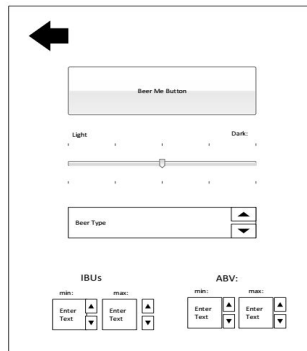 Beer Me Button
Light Dark:
Beer Type
IBUs ABV:
min: max: min: max:
Enter Enter Enter Enter
Text Text Text Text